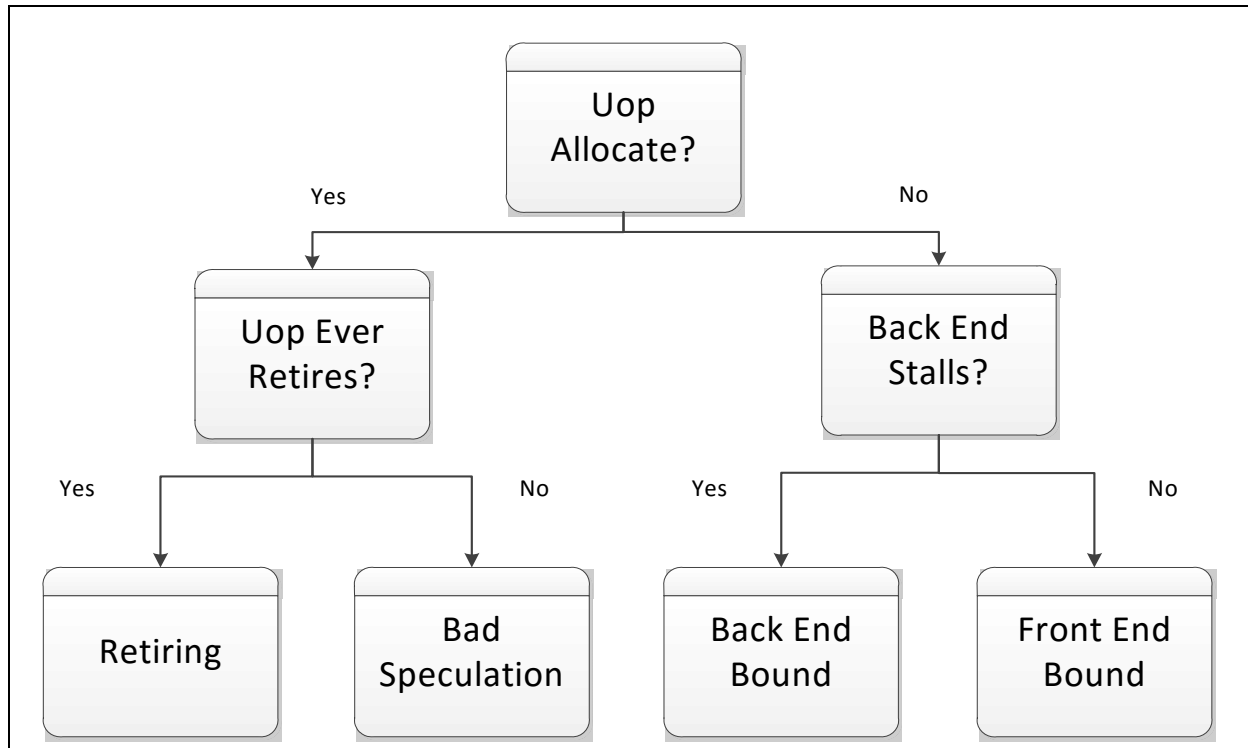 Uop
Allocate?
Yes
No
Uop Ever
Retires?
Back End
Stalls?
Yes
No
Yes
No
Retiring
Bad
Speculation
Back End
Bound
Front End
Bound